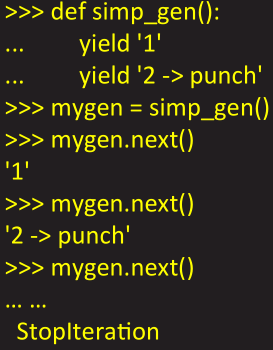 >>> def simp_gen():
...     yield '1'
...     yield '2 -> punch'
>>> mygen = simp_gen()
>>> mygen.next()
'1'
>>> mygen.next()
'2 -> punch'
>>> mygen.next()
... ...
  StopIteration